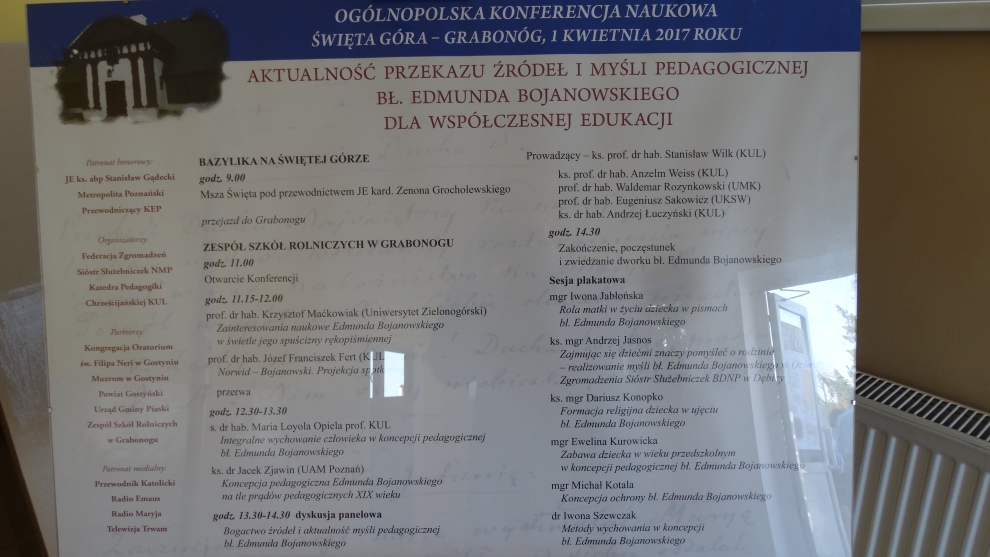 OGÓLNOPOLSKA KONFERENCJA NAUKOWA
ŚWIĘTA GÓRA – GRABONÓG, 1 KWIETNIA 2017 ROKU
AKTUALNOŚĆ PRZEKAZU ŹRÓDEŁ I MYŚLI PEDAGOGICZNEJ
BŁ. EDMUNDA BOJANOWSKIEGO
DLA WSPÓŁCZESNEJ EDUKACJI
Patronat honorowy:
JE ks. abp Stanisław Gądecki
Metropolita Poznański
Przewodniczący KEP
Organizatorzy:
Federacja Zgromadzeń
Sióstr Służebniczek NMP
Katedra Pedagogiki
Chrześcijańskiej KUL
Partnerzy:
Kongregacja Oratorium
św. Filipa Neri w Gostyniu
Muzeum w Gostyniu
Powiat Gostyński
Urząd Gminy Piaski
Zespół Szkół Rolniczych
w Grabonogu
Patronat medialny:
Przewodnik Katolicki
Radio Emaus
Radio Maryja
Telewizja Trwam
BAZYLIKA NA ŚWIĘTEJ GÓRZE
godz. 9.00
Msza Święta pod przewodnictwem JE kard. Zenona Grocholewskiego
przejazd do Grabonogu
ZESPÓŁ SZKÓŁ ROLNICZYCH W GRABONOGU
godz. 11.00
Otwarcie Konferencji
godz. 11.15-12.00
prof. dr hab. Krzysztof Maćkowiak (Uniwersytet Zielonogórski)
Zainteresowania naukowe Edmunda Bojanowskiego
w świetle jego spuścizny rękopiśmiennej
prof. dr hab. Józef Franciszek Fert (KUL
Norwid – Bojanowski. Projekcja
przerwa
godz. 12.30-13.30
s. dr hab. Maria Loyola Opiela prof. KUL
Integralne wychowanie człowieka w koncepcji pedagogicznej
bł. Edmunda Bojanowskiego
ks. dr Jacek Zjawin (UAM Poznań)
Koncepcja pedagogiczna Edmunda Bojanowskiego
na tle prądów pedagogicznych XIX wieku
godz. 13.30-14.30 dyskusja panelowa
Bogactwo źródeł i aktualność myśli pedagogicznej
bł. Edmunda Bojanowskiego
Prowadzący – ks. prof. dr hab. Stanisław Wilk (KUL)
ks. prof. dr hab. Anzelm Weiss (KUL)
prof. dr hab. Waldemar Rozynkowski (UMK)
prof. dr hab. Eugeniusz Sakowicz (UKSW)
ks. dr hab. Andrzej Łuczyński (KUL)
godz. 14.30
Zakończenie, poczęstunek
i zwiedzanie dworku bł. Edmunda Bojanowskiego
Sesja plakatowa
mgr Iwona Jabłońska
Rola matki w życiu dziecka w pismach
bł. Edmunda Bojanowskiego
ks. mgr Andrzej Jasnos
Zajmując się dziećmi znaczy pomyśleć o rodzinie
– realizowanie myśli bł. Edmunda Bojanowskiego w
Zgromadzenia Sióstr Służebniczek BDNP w Dębicy
ks. mgr Dariusz Konopko
Formacja religijna dziecka w ujęciu
bł. Edmunda Bojanowskiego
mgr Ewelina Kurowicka
Zabawa dziecka w wieku przedszkolnym
w koncepcji pedagogicznej bł. Edmunda Bojanowskiego
mgr Michał Kotala
Koncepcja ochrony bł. Edmunda Bojanowskiego
dr Iwona Szewczak
Metody wychowania w koncepcji
bł. Edmunda Bojanowskiego